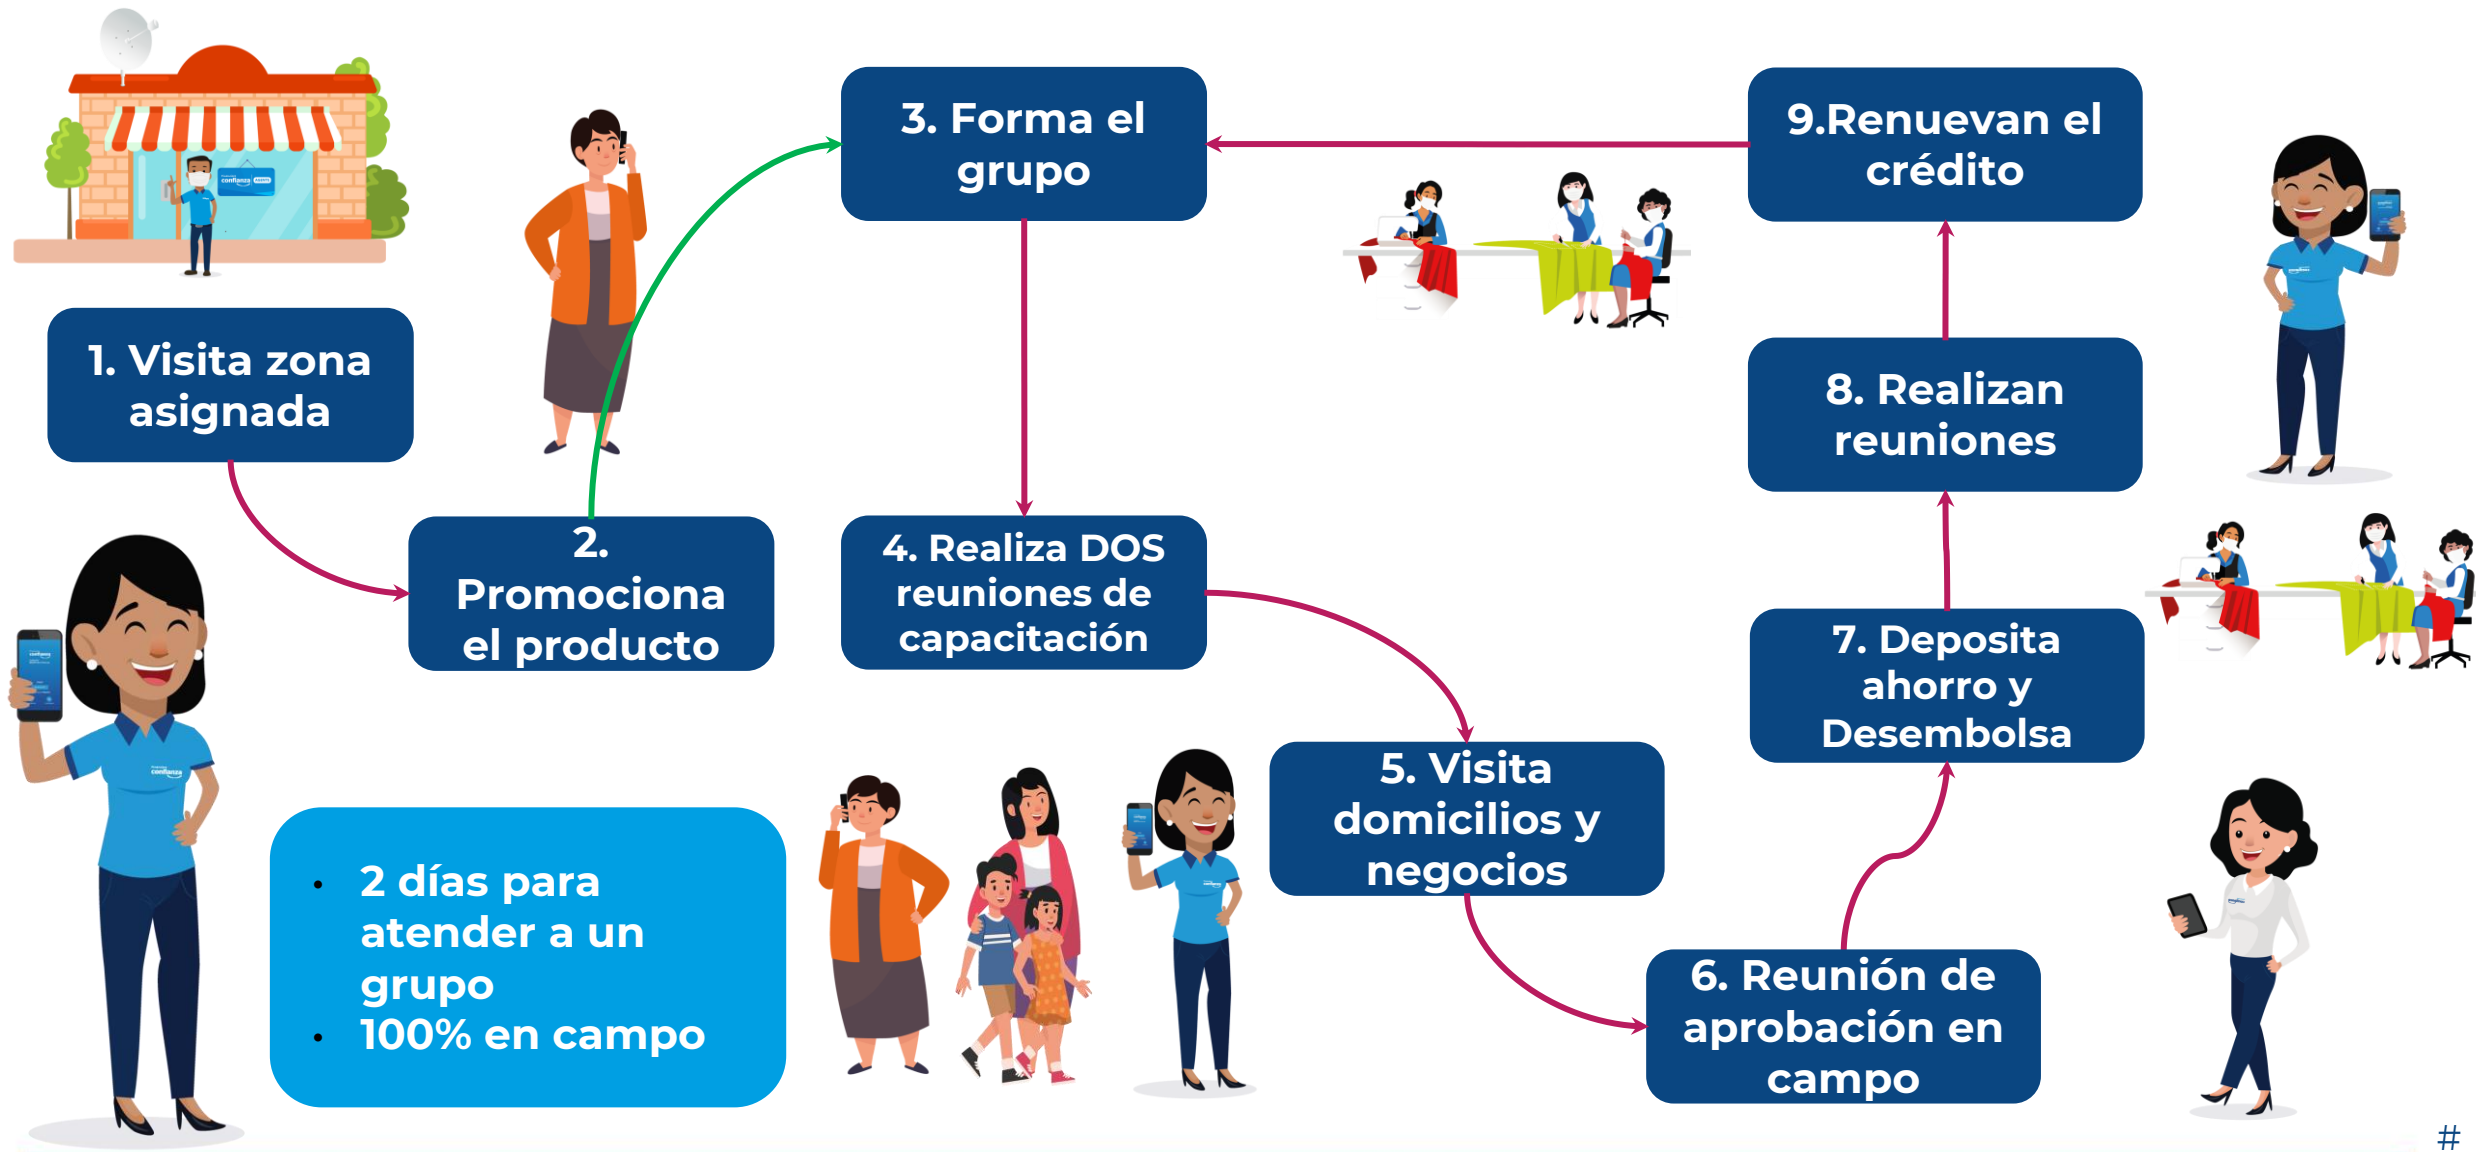 1. Visita zona
asignada
2.
Promociona
el producto
3. Forma el
grupo
4. Realiza DOS
reuniones de
capacitación
5. Visita
domicilios y
negocios
6. Reunión de
aprobación en
campo
7. Deposita
ahorro y
Desembolsa
8. Realizan
reuniones
9.Renuevan el
crédito
• 2 días para
atender a un
grupo
• 100% en campo
confianza
confianza
#